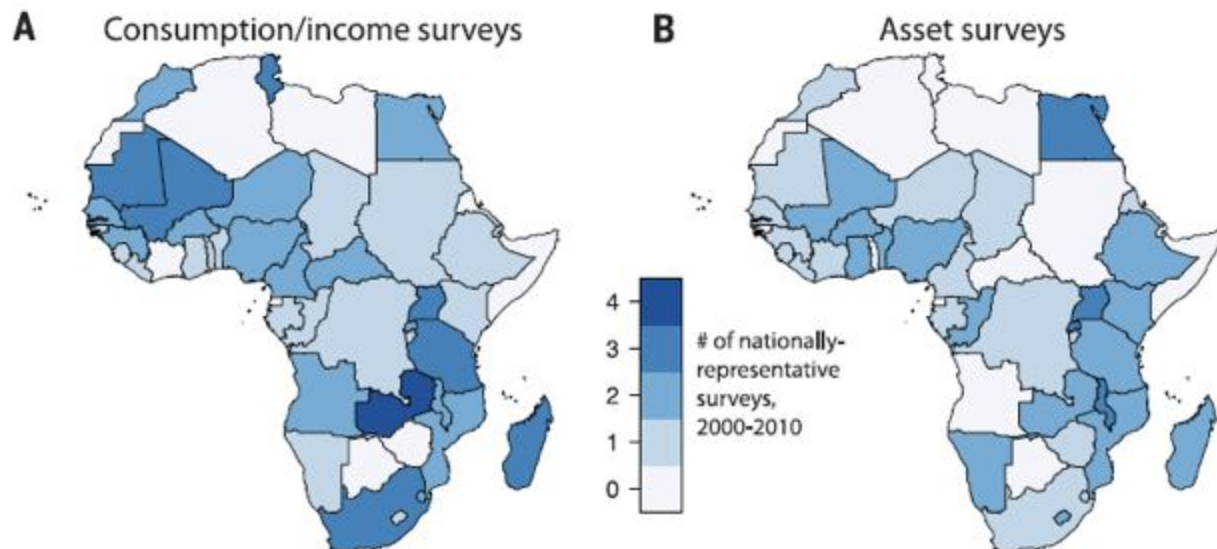 A Consumption/income surveys
B Asset surveys
4
3
2
1
0
# of nationally-
representative
surveys,
2000-2010